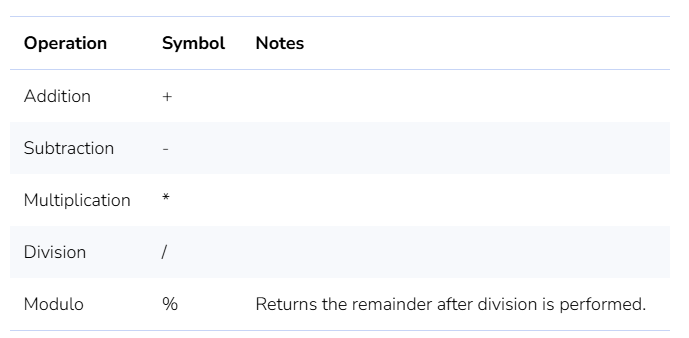 Operation Symbol Notes
Addition +
Subtraction -
Multiplication *
Division /
Modulo % Returns the remainder after division is performed.